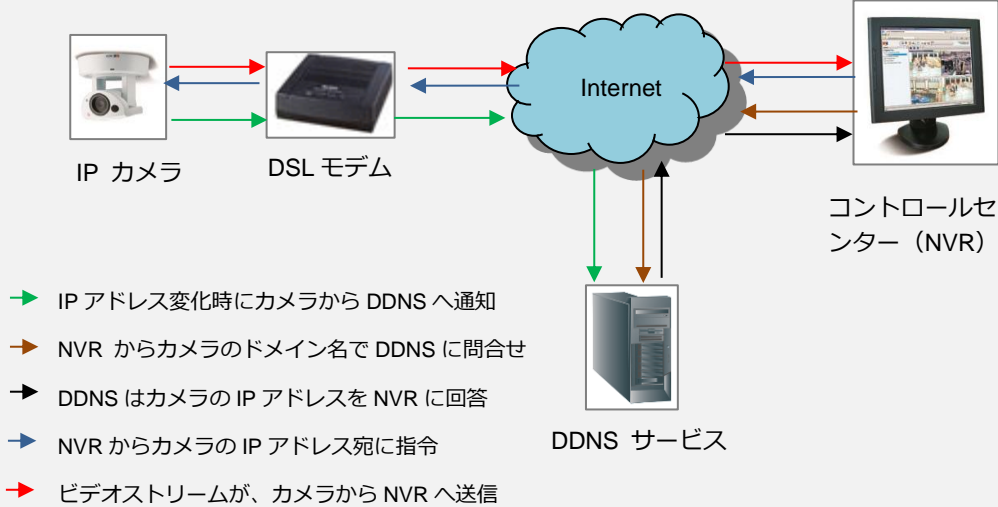 Internet
IP カメラ
DSL モデム
コントロールセ
ンター（NVR）
IP アドレス変化時にカメラから DDNS へ通知
NVR からカメラのドメイン名で DDNS に問合せ
DDNS はカメラの IP アドレスを NVR に回答
NVR からカメラの IP アドレス宛に指令
ビデオストリームが、カメラから NVR へ送信
DDNS サービス